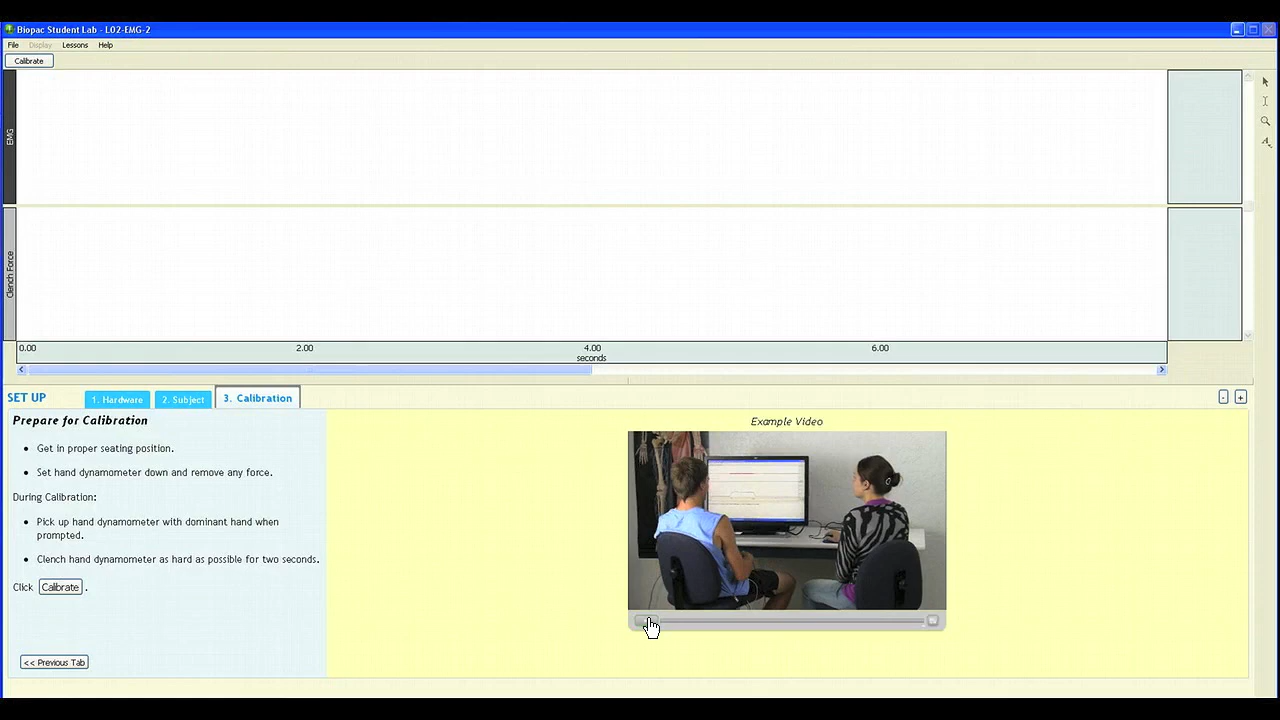 Biopac Student Lab - L02-EMG-2
File Display Lessons Help
Calibrate
EMG
Clench Force
0.00 2.00 4.00 6.00
seconds
SET UP 1. Hardware 2. Subject 3. Calibration - +
Prepare for Calibration
• Get in proper seating position.
• Set hand dynamometer down and remove any force.
During Calibration:
• Pick up hand dynamometer with dominant hand when
prompted.
• Clench hand dynamometer as hard as possible for two seconds.
Click Calibrate .
<< Previous Tab
Example Video